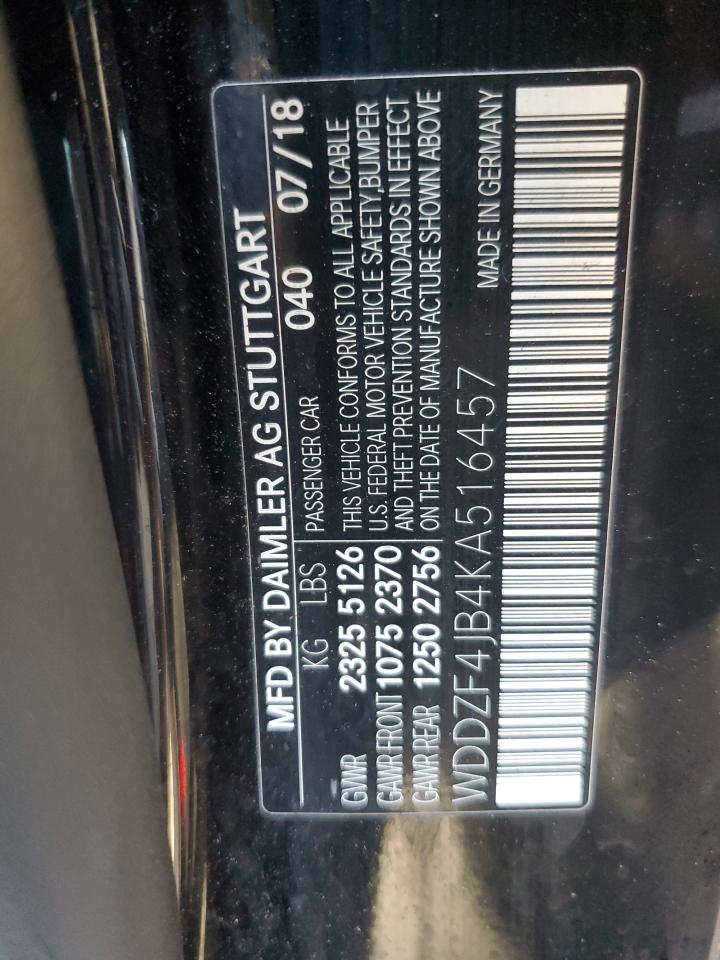 MFD BY DAIMLER AG STUTTGART
KG LBS PASSENGER CAR 040 07/18
GVWR 2325 5126 THIS VEHICLE CONFORMS TO ALL APPLICABLE
GAWR FRONT 1075 2370 U.S. FEDERAL MOTOR VEHICLE SAFETY,BUMPER
GAWR REAR 1250 2756 AND THEFT PREVENTION STANDARDS IN EFFECT
ON THE DATE OF MANUFACTURE SHOWN ABOVE
WDDZF4JB4KA516457 MADE IN GERMANY